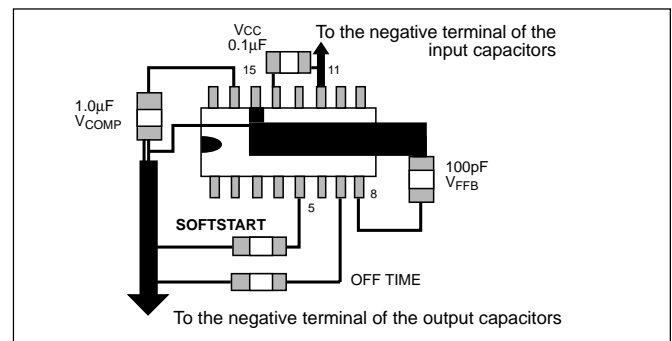 To the negative terminal of the
input capacitors
VCC
0.1µF
15
11
1.0µF
VCOMP
100pF
VFFB
8
5
SOFTSTART
OFF TIME
To the negative terminal of the output capacitors